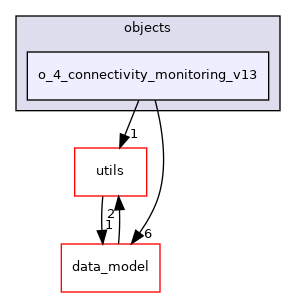 objects
o_4_connectivity_monitoring_v13
1
utils
2
1
6
data_model